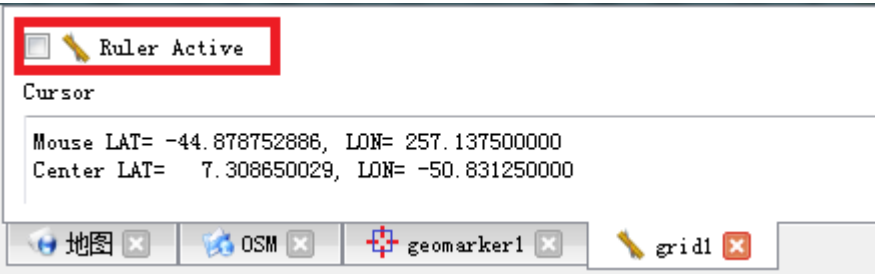 Ruler Active
Cursor
Mouse LAT= -44.878752886, LON= 257.137500000
Center LAT=   7.308650029, LON= -50.831250000
地图 OSM geomarker1 grid1